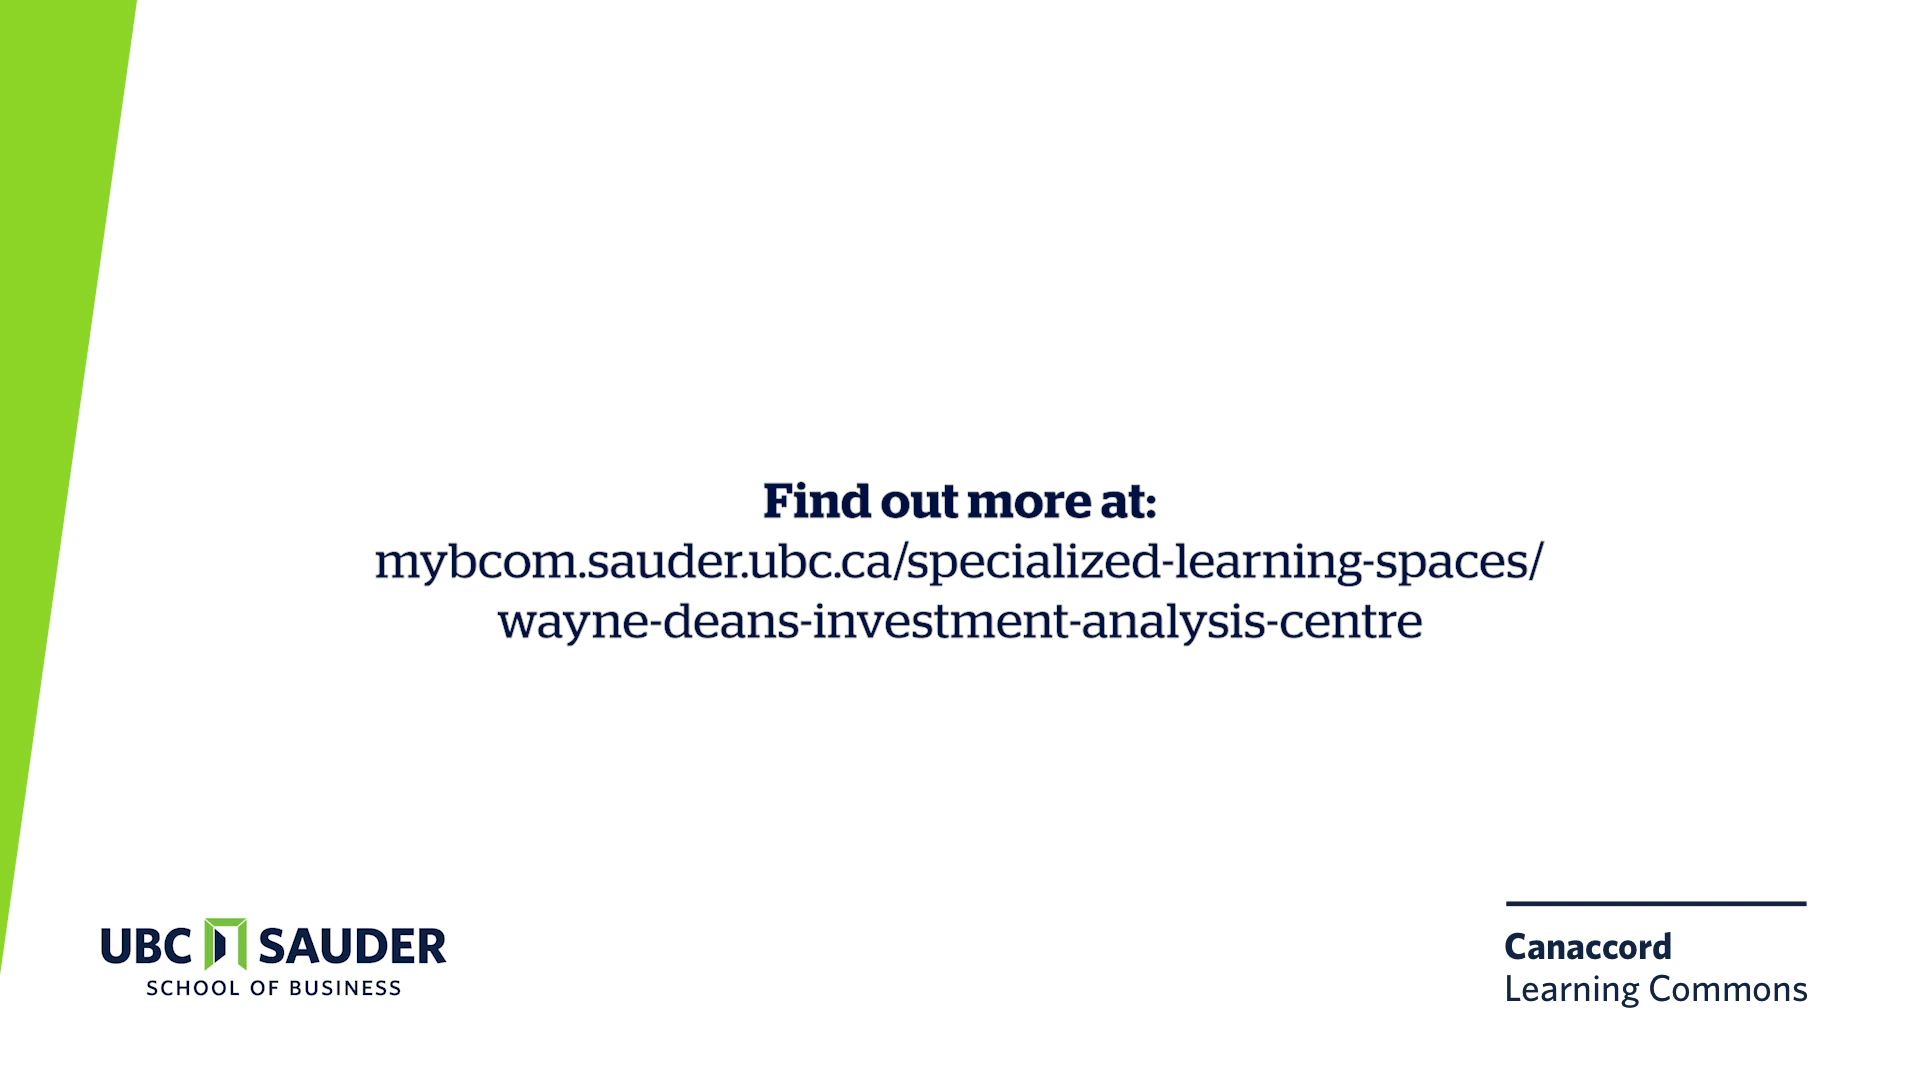 Find out more at:
mybcom.sauder.ubc.ca/specialized-learning-spaces/
wayne-deans-investment-analysis-centre
UBC SAUDER
SCHOOL OF BUSINESS
Canaccord
Learning Commons